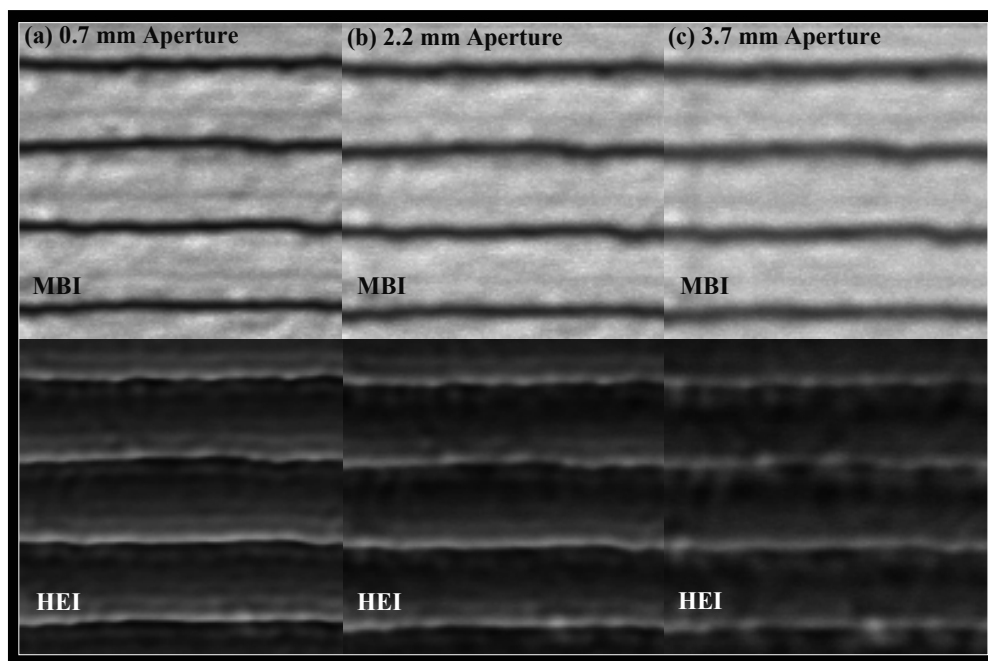 (a) 0.7 mm Aperture
(b) 2.2 mm Aperture
(c) 3.7 mm Aperture
MBI
MBI
MBI
HEI
HEI
HEI